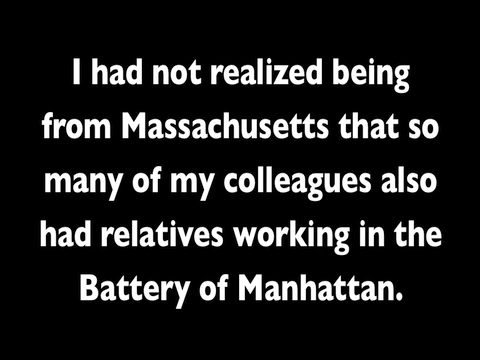 I had not realized being
from Massachusetts that so
many of my colleagues also
had relatives working in the
Battery of Manhattan.